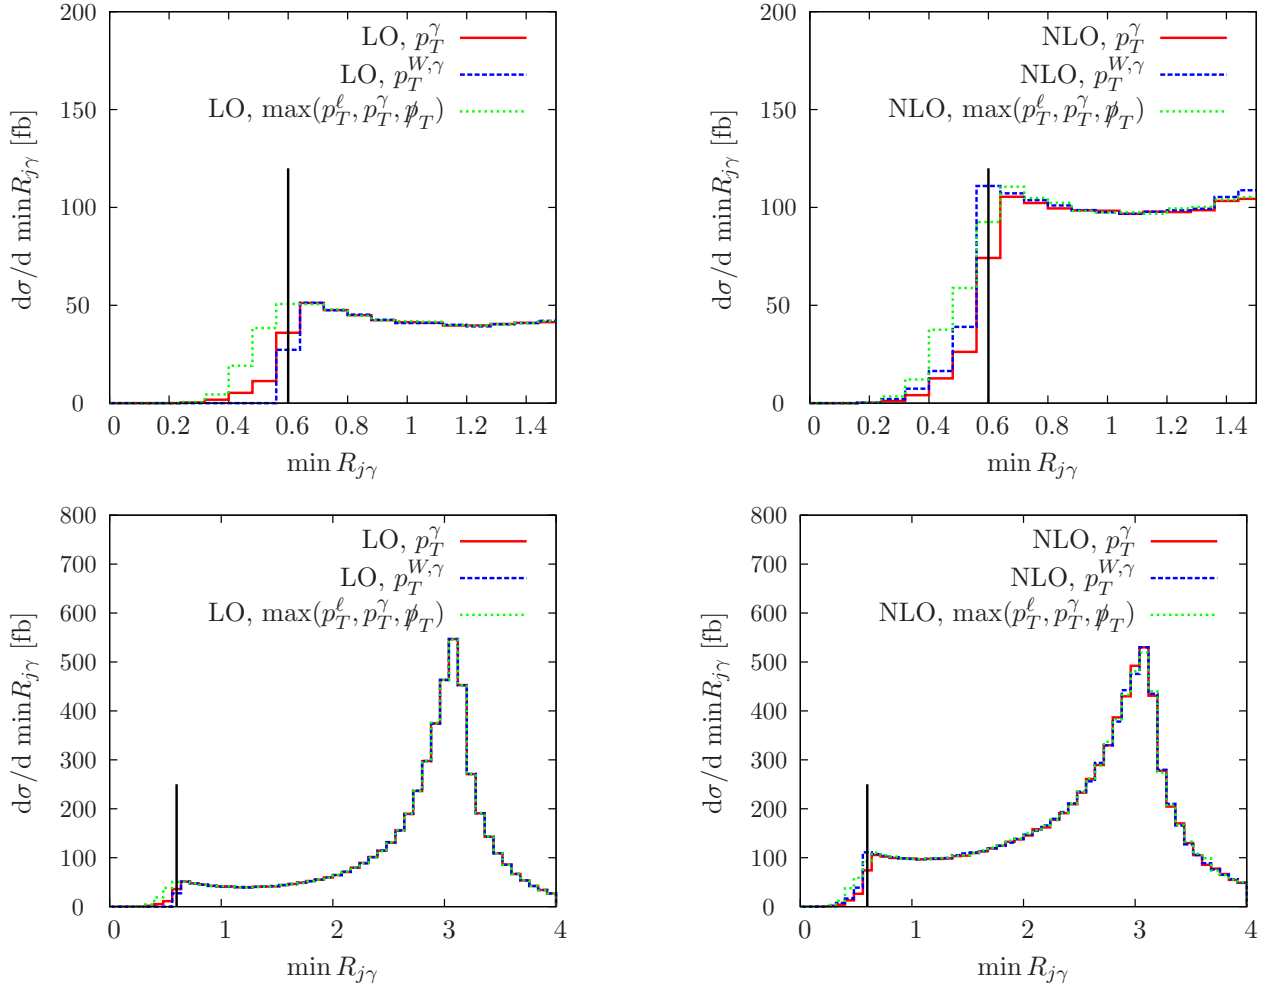 200
150
100
50
0
dσ/d minR_{jγ} [fb]
LO, p_T^γ
LO, p_T^{W,γ}
LO, max(p_T^ℓ, p_T^γ, p̸_T)
0 0.2 0.4 0.6 0.8 1 1.2 1.4
min R_{jγ}
200
150
100
50
0
dσ/d minR_{jγ} [fb]
NLO, p_T^γ
NLO, p_T^{W,γ}
NLO, max(p_T^ℓ, p_T^γ, p̸_T)
0 0.2 0.4 0.6 0.8 1 1.2 1.4
min R_{jγ}
800
700
600
500
400
300
200
100
0
dσ/d minR_{jγ} [fb]
LO, p_T^γ
LO, p_T^{W,γ}
LO, max(p_T^ℓ, p_T^γ, p̸_T)
0 1 2 3 4
min R_{jγ}
800
700
600
500
400
300
200
100
0
dσ/d minR_{jγ} [fb]
NLO, p_T^γ
NLO, p_T^{W,γ}
NLO, max(p_T^ℓ, p_T^γ, p̸_T)
0 1 2 3 4
min R_{jγ}